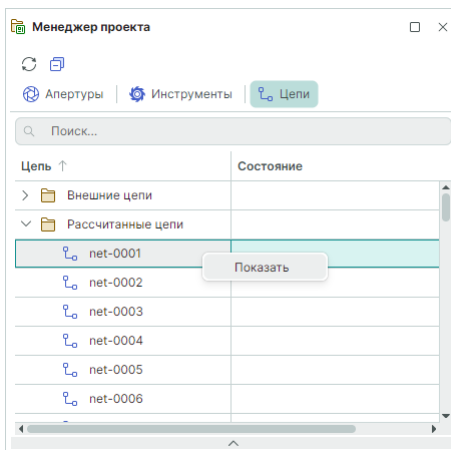 Менеджер проекта
Апертуры Инструменты Цепи
Поиск...
Цепь ↑ Состояние
Внешние цепи
Рассчитанные цепи
net-0001
Показать
net-0002
net-0003
net-0004
net-0005
net-0006